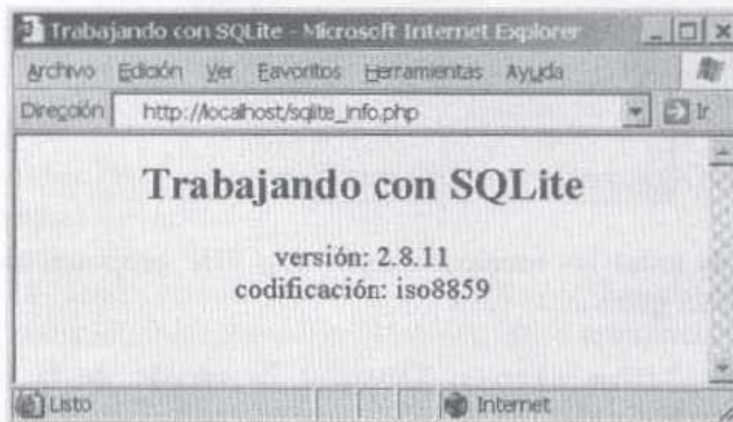 Trabajando con SQLite - Microsoft Internet Explorer
Archivo Edición Ver Favoritos Herramientas Ayuda
Dirección http://localhost/sqlite_info.php Ir
Trabajando con SQLite
versión: 2.8.11
codificación: iso8859
Listo Internet